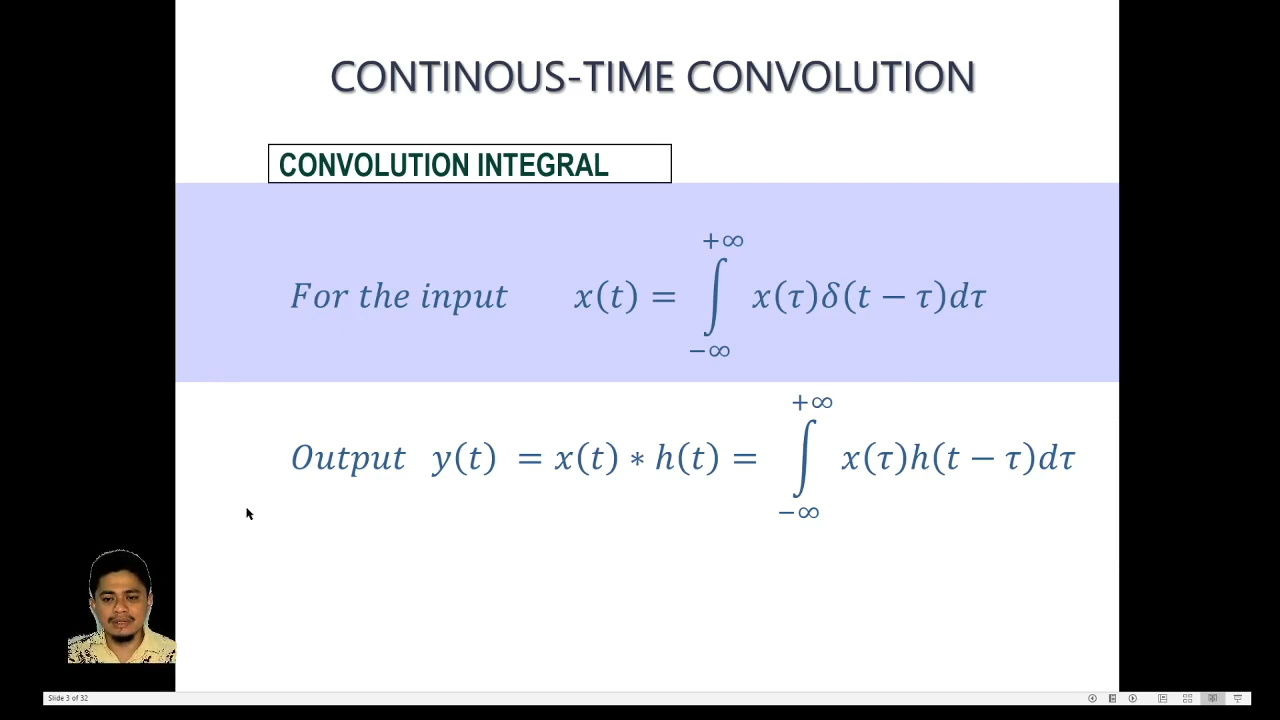 CONTINOUS-TIME CONVOLUTION
CONVOLUTION INTEGRAL
+∞
For the input x(t) = ∫ x(τ)δ(t − τ)dτ
−∞
+∞
Output y(t) = x(t) ∗ h(t) = ∫ x(τ)h(t − τ)dτ
−∞
Slide 3 of 32